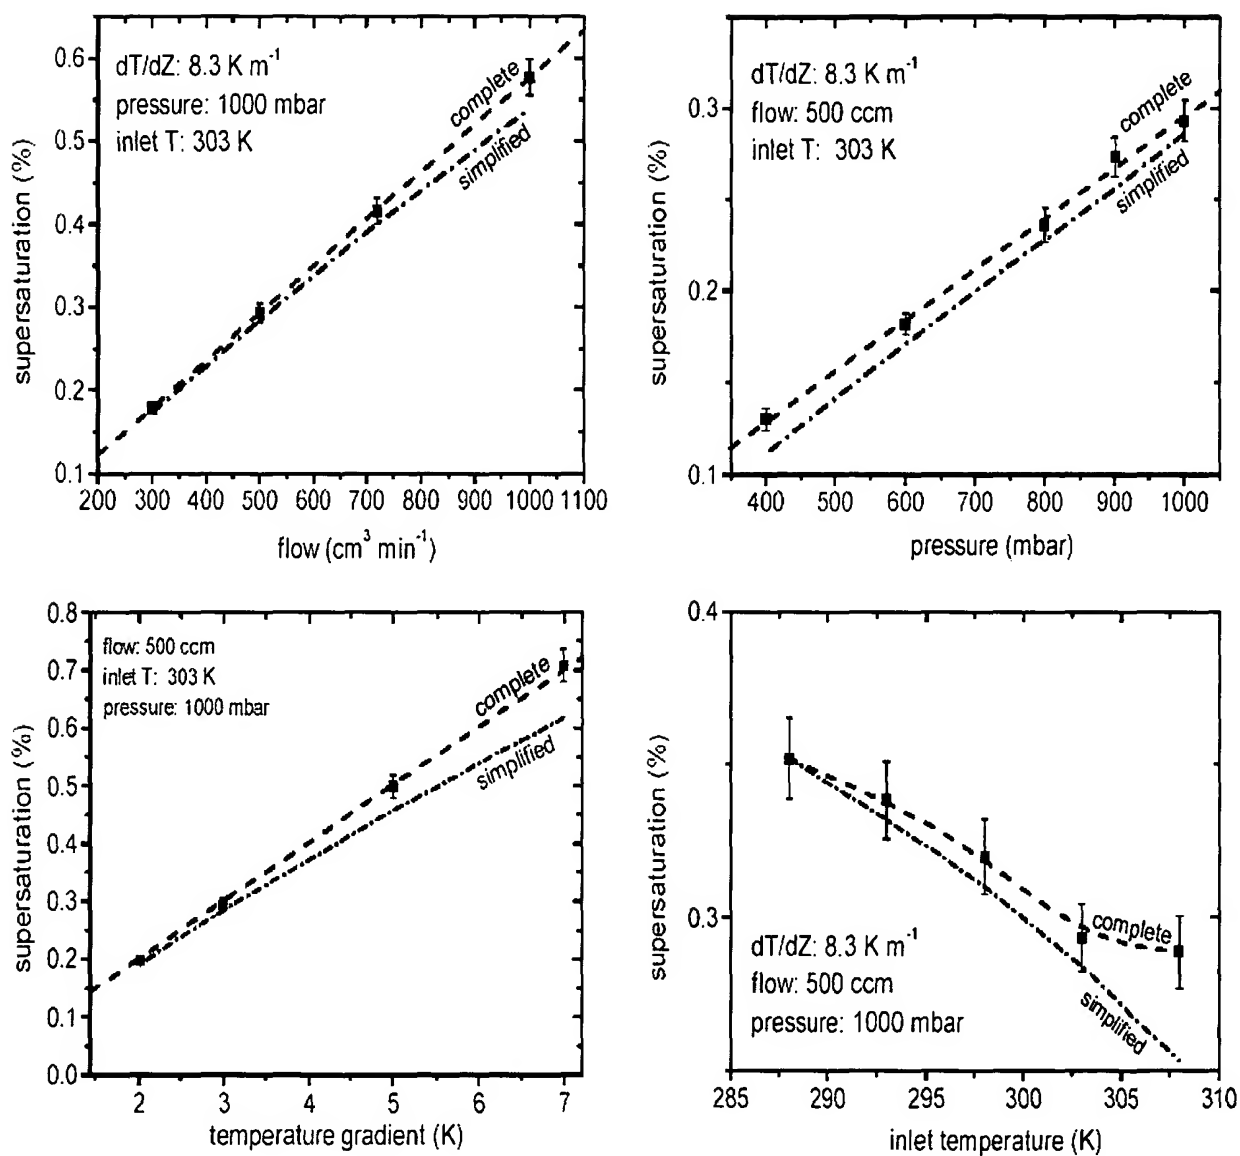 0.6
0.5
0.4
0.3
0.2
0.1
supersaturation (%)
dT/dZ: 8.3 K m⁻¹
pressure: 1000 mbar
inlet T: 303 K
complete
simplified
200 300 400 500 600 700 800 900 1000 1100
flow (cm³ min⁻¹)
0.3
0.2
0.1
supersaturation (%)
dT/dZ: 8.3 K m⁻¹
flow: 500 ccm
inlet T: 303 K
complete
simplified
400 500 600 700 800 900 1000
pressure (mbar)
0.8
0.7
0.6
0.5
0.4
0.3
0.2
0.1
0.0
supersaturation (%)
flow: 500 ccm
inlet T: 303 K
pressure: 1000 mbar
complete
simplified
2 3 4 5 6 7
temperature gradient (K)
0.4
0.3
supersaturation (%)
complete
dT/dZ: 8.3 K m⁻¹
flow: 500 ccm
pressure: 1000 mbar
simplified
285 290 295 300 305 310
inlet temperature (K)